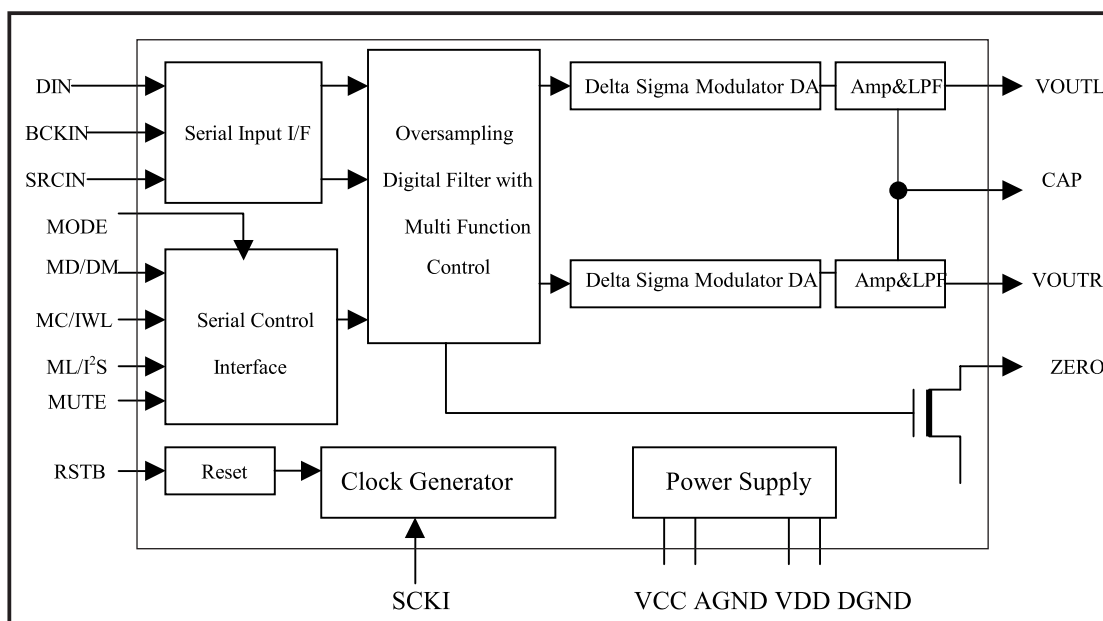 DIN
BCKIN
SRCIN
MODE
MD/DM
MC/IWL
ML/I²S
MUTE
RSTB
Serial Input I/F
Serial Control
Interface
Reset
Clock Generator
SCKI
Oversampling
Digital Filter with
Multi Function
Control
Delta Sigma Modulator DA
Amp&LPF
Delta Sigma Modulator DA
Amp&LPF
Power Supply
VCC AGND VDD DGND
VOUTL
CAP
VOUTR
ZERO